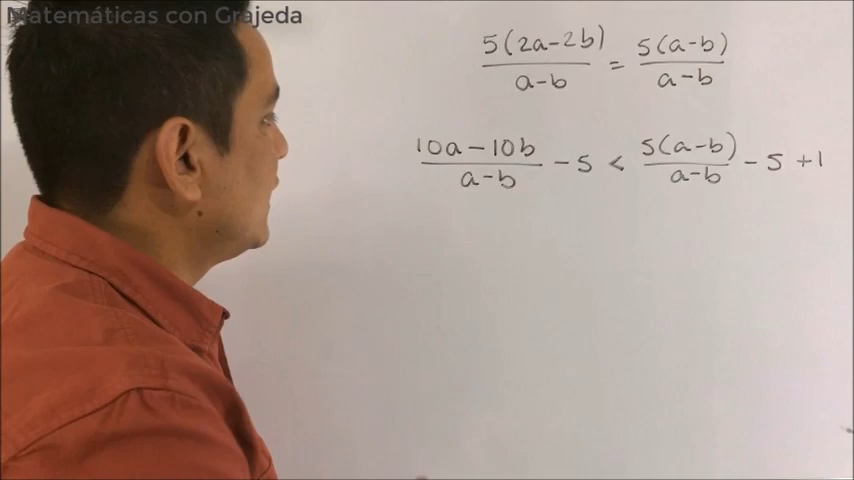 Matemáticas con Grajeda
5(2a-2b)/a-b = 5(a-b)/a-b
10a-10b/a-b -5 < 5(a-b)/a-b -5 +1